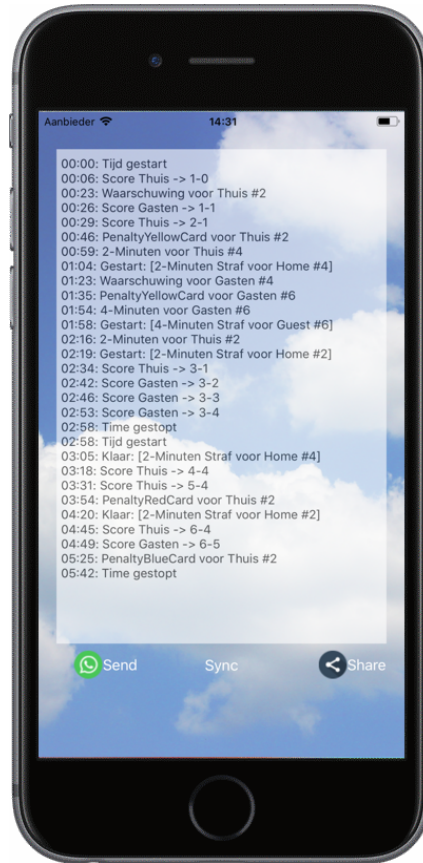 Aanbieder 14:31
00:00: Tijd gestart
00:06: Score Thuis -> 1-0
00:23: Waarschuwing voor Thuis #2
00:26: Score Gasten -> 1-1
00:29: Score Thuis -> 2-1
00:46: PenaltyYellowCard voor Thuis #2
00:59: 2-Minuten voor Thuis #4
01:04: Gestart: [2-Minuten Straf voor Home #4]
01:23: Waarschuwing voor Gasten #4
01:35: PenaltyYellowCard voor Gasten #6
01:54: 4-Minuten voor Gasten #6
01:58: Gestart: [4-Minuten Straf voor Guest #6]
02:16: 2-Minuten voor Thuis #2
02:19: Gestart: [2-Minuten Straf voor Home #2]
02:34: Score Thuis -> 3-1
02:42: Score Gasten -> 3-2
02:46: Score Gasten -> 3-3
02:53: Score Gasten -> 3-4
02:58: Time gestopt
02:58: Tijd gestart
03:05: Klaar: [2-Minuten Straf voor Home #4]
03:18: Score Thuis -> 4-4
03:31: Score Thuis -> 5-4
03:54: PenaltyRedCard voor Thuis #2
04:20: Klaar: [2-Minuten Straf voor Home #2]
04:45: Score Thuis -> 6-4
04:49: Score Gasten -> 6-5
05:25: PenaltyBlueCard voor Thuis #2
05:42: Time gestopt
Send Sync Share